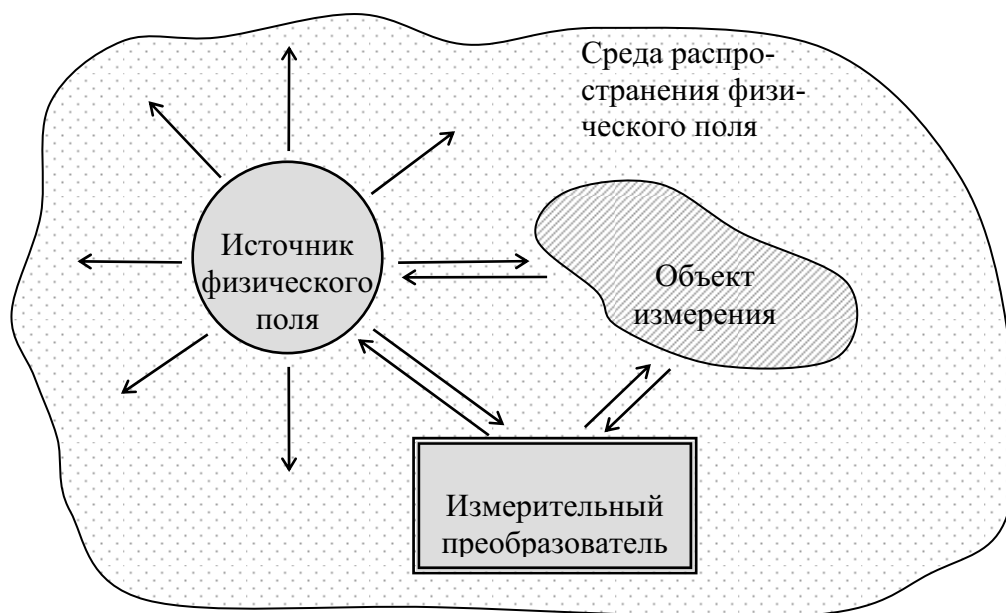 Среда распро-
странения физи-
ческого поля
Источник
физического
поля
Объект
измерения
Измерительный
преобразователь